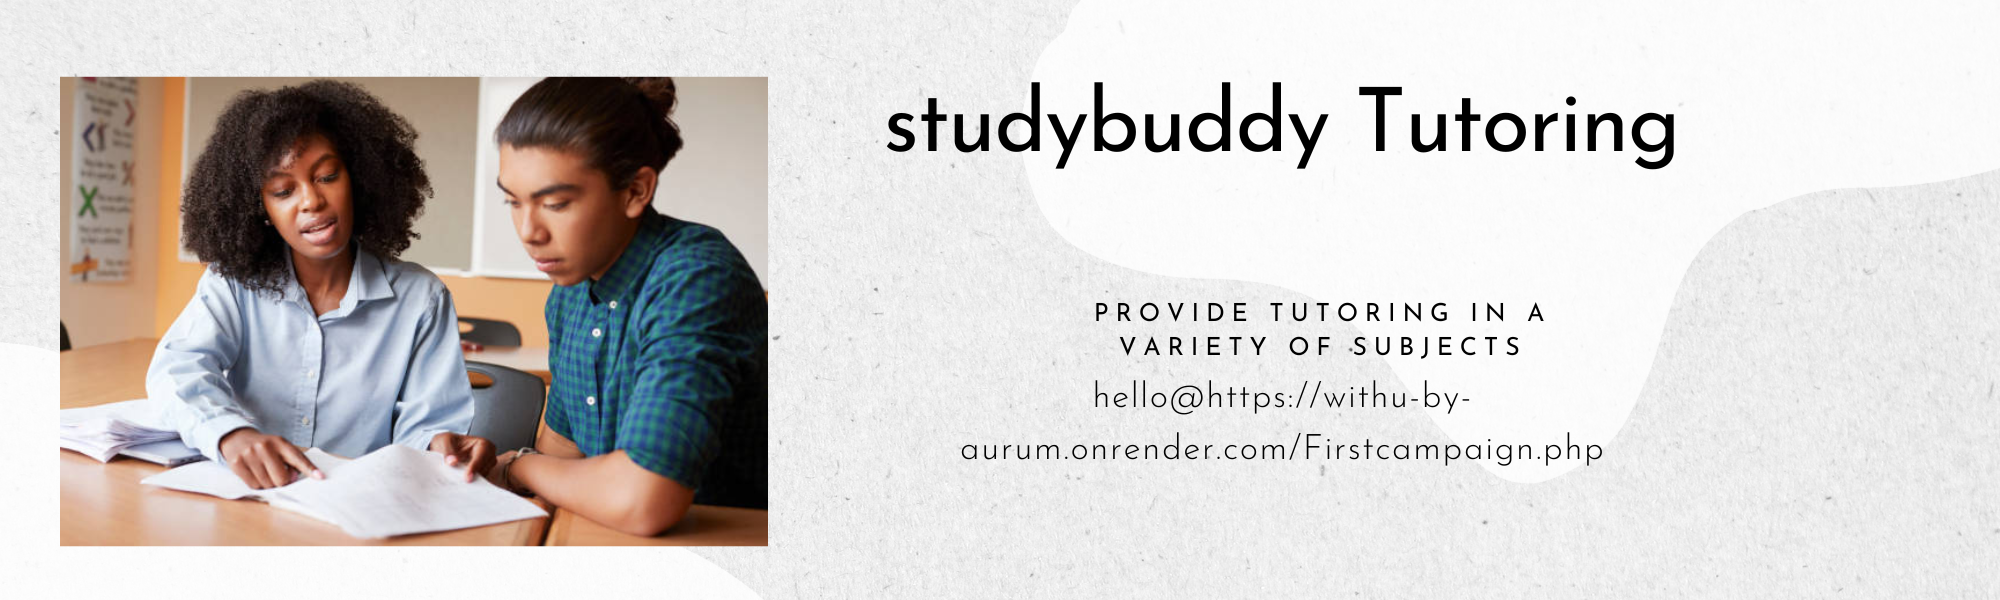 studybuddy Tutoring
PROVIDE TUTORING IN A
VARIETY OF SUBJECTS
hello@https://withu-by-
aurum.onrender.com/Firstcampaign.php